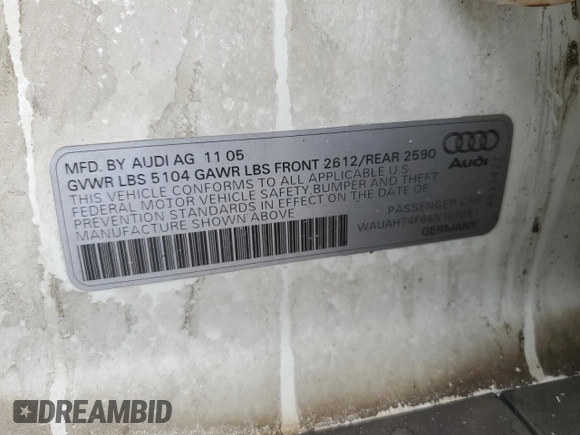 MFD. BY AUDI AG 11 05
GVWR LBS 5104 GAWR LBS FRONT 2612/REAR 2590
THIS VEHICLE CONFORMS TO ALL APPLICABLE U.S
FEDERAL MOTOR VEHICLE SAFETY, BUMPER AND THEFT
PREVENTION STANDARDS IN EFFECT ON THE DATE OF
MANUFACTURE SHOWN ABOVE
Audi
PASSENGER CAR
GERMANY
DREAMBID